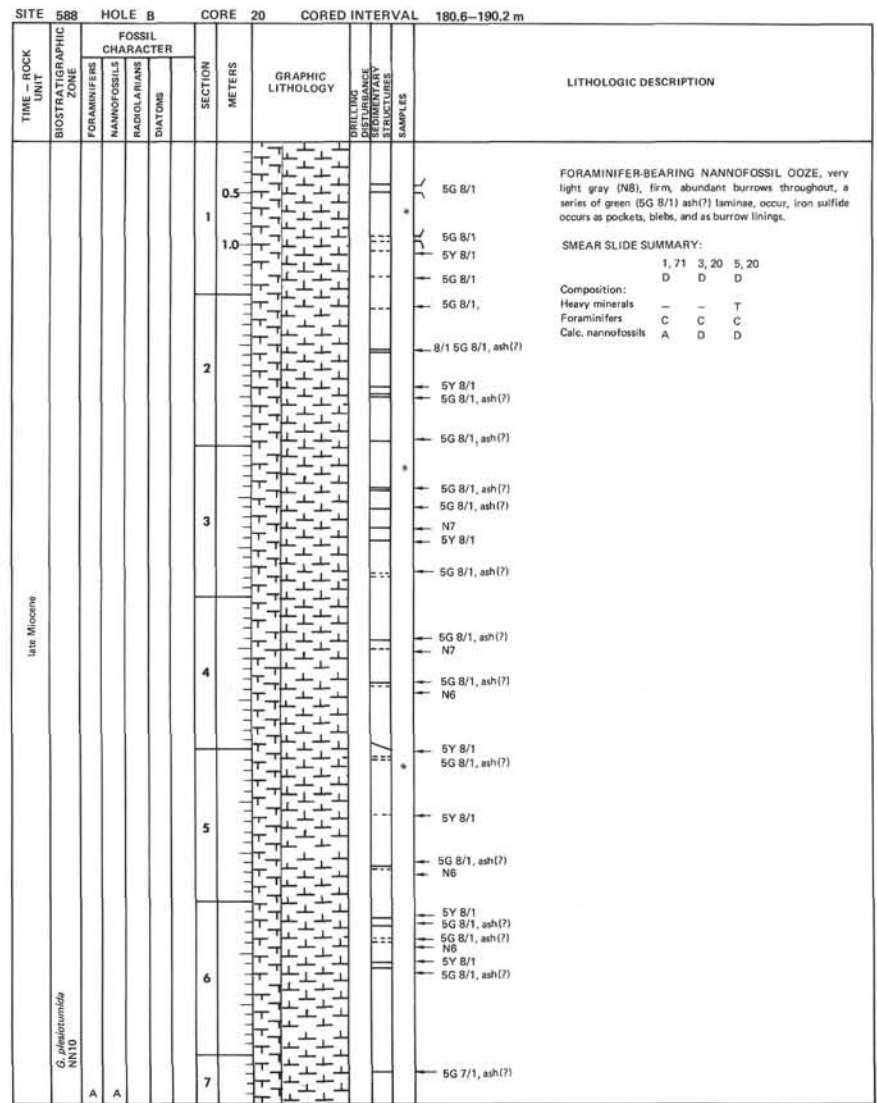 SITE 588 HOLE B CORE 20 CORED INTERVAL 180.6–190.2 m
TIME – ROCK UNIT
BIOSTRATIGRAPHIC ZONE
FOSSIL CHARACTER
FORAMINIFERS
NANNOFOSSILS
RADIOLARIANS
DIATOMS
SECTION
METERS
GRAPHIC LITHOLOGY
DRILLING DISTURBANCE
SEDIMENTARY STRUCTURES
SAMPLES
LITHOLOGIC DESCRIPTION
late Miocene
G. plesiotumida
NN10
A A
1
0.5
1.0
2
3
4
5
6
7
*
*
*
5G 8/1
5G 8/1
5Y 8/1
5G 8/1
5G 8/1,
8/1 5G 8/1, ash(?)
5Y 8/1
5G 8/1, ash(?)
5G 8/1, ash(?)
5G 8/1, ash(?)
5G 8/1, ash(?)
N7
5Y 8/1
5G 8/1, ash(?)
5G 8/1, ash(?)
N7
5G 8/1, ash(?)
N6
5Y 8/1
5G 8/1, ash(?)
5Y 8/1
5G 8/1, ash(?)
N6
5Y 8/1
5G 8/1, ash(?)
5G 8/1, ash(?)
N6
5Y 8/1
5G 8/1, ash(?)
5G 7/1, ash(?)
FORAMINIFER-BEARING NANNOFOSSIL OOZE, very
light gray (N8), firm, abundant burrows throughout, a
series of green (5G 8/1) ash(?) laminae, occur, iron sulfide
occurs as pockets, blebs, and as burrow linings.
SMEAR SLIDE SUMMARY:
1, 71 3, 20 5, 20
D D D
Composition:
Heavy minerals – – T
Foraminifers C C C
Calc. nannofossils A D D